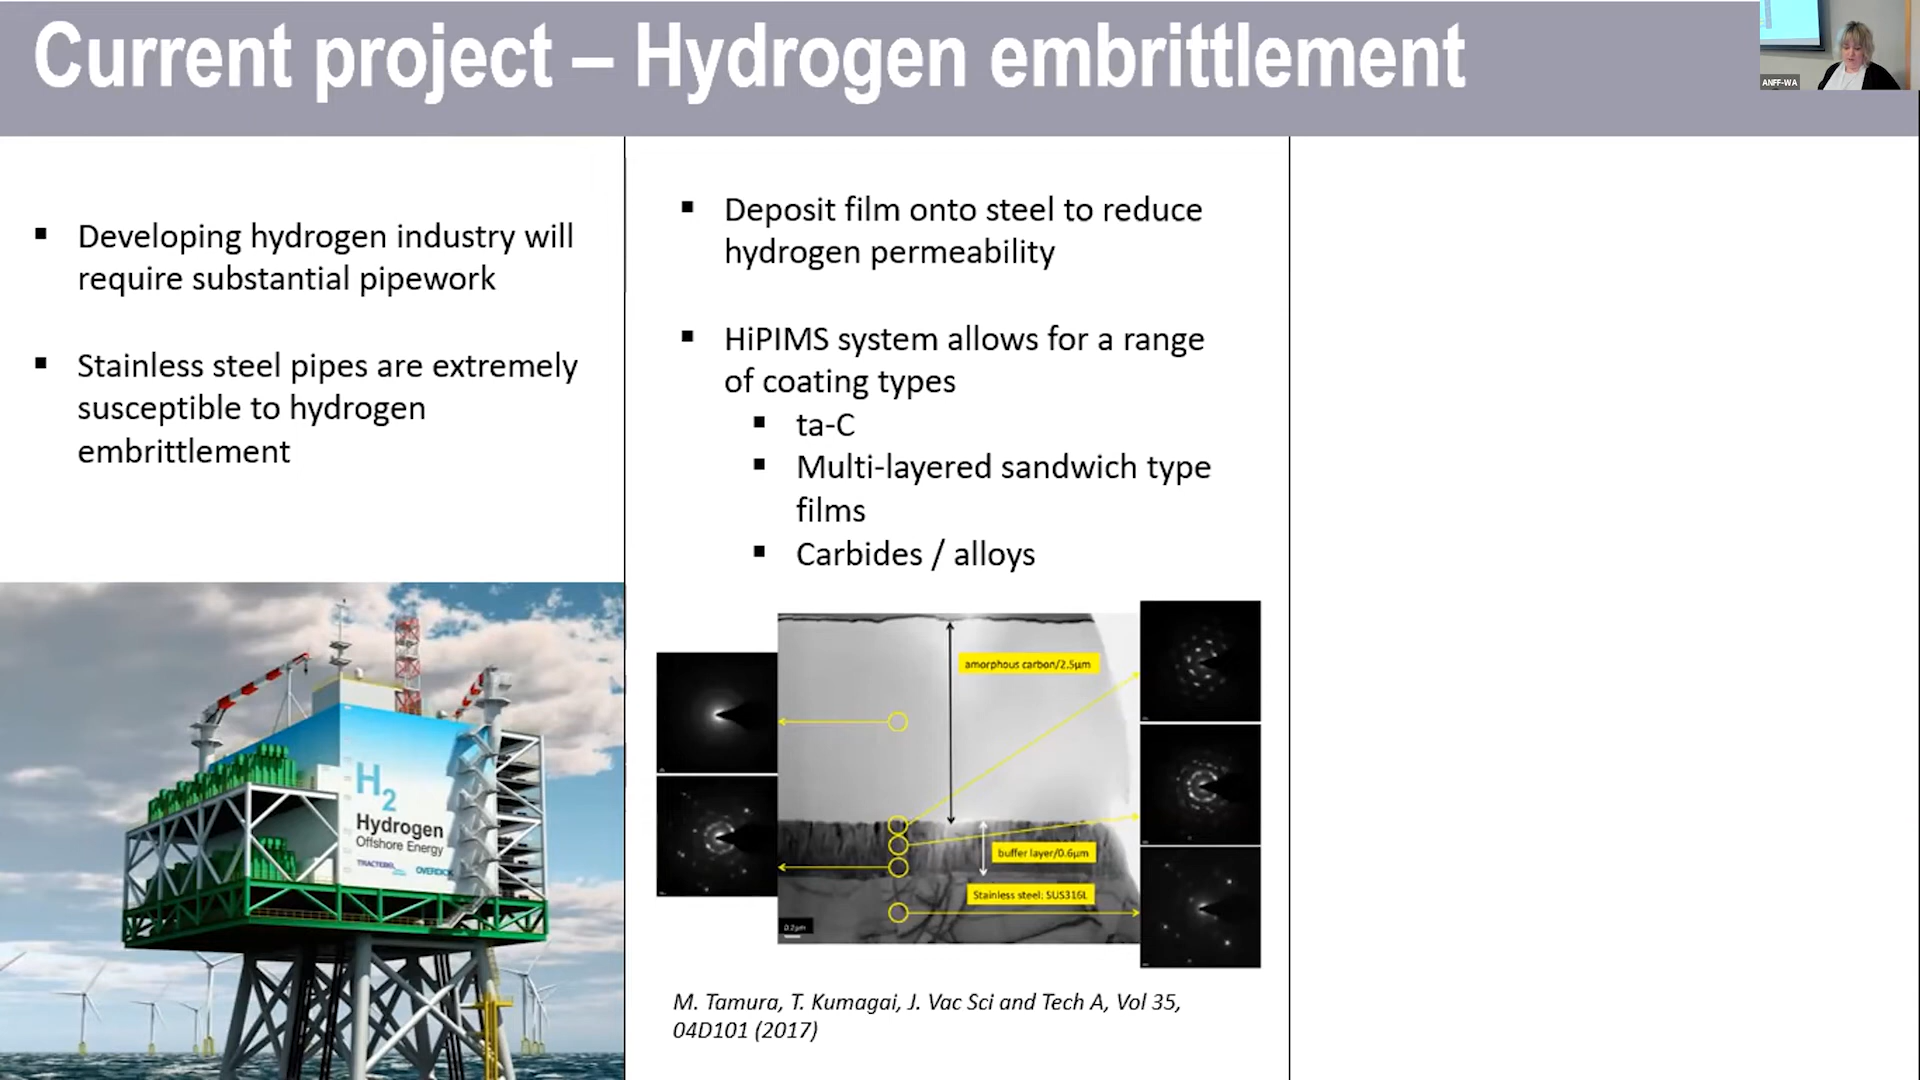 Current project – Hydrogen embrittlement
ANFF-WA
Developing hydrogen industry will
require substantial pipework
Stainless steel pipes are extremely
susceptible to hydrogen
embrittlement
H2
Hydrogen
Offshore Energy
TRACTEBEL
OVERDICK
Deposit film onto steel to reduce
hydrogen permeability
HiPIMS system allows for a range
of coating types
ta-C
Multi-layered sandwich type
films
Carbides / alloys
amorphous carbon/2.5μm
buffer layer/0.6μm
Stainless steel: SUS316L
0.2μm
M. Tamura, T. Kumagai, J. Vac Sci and Tech A, Vol 35,
04D101 (2017)